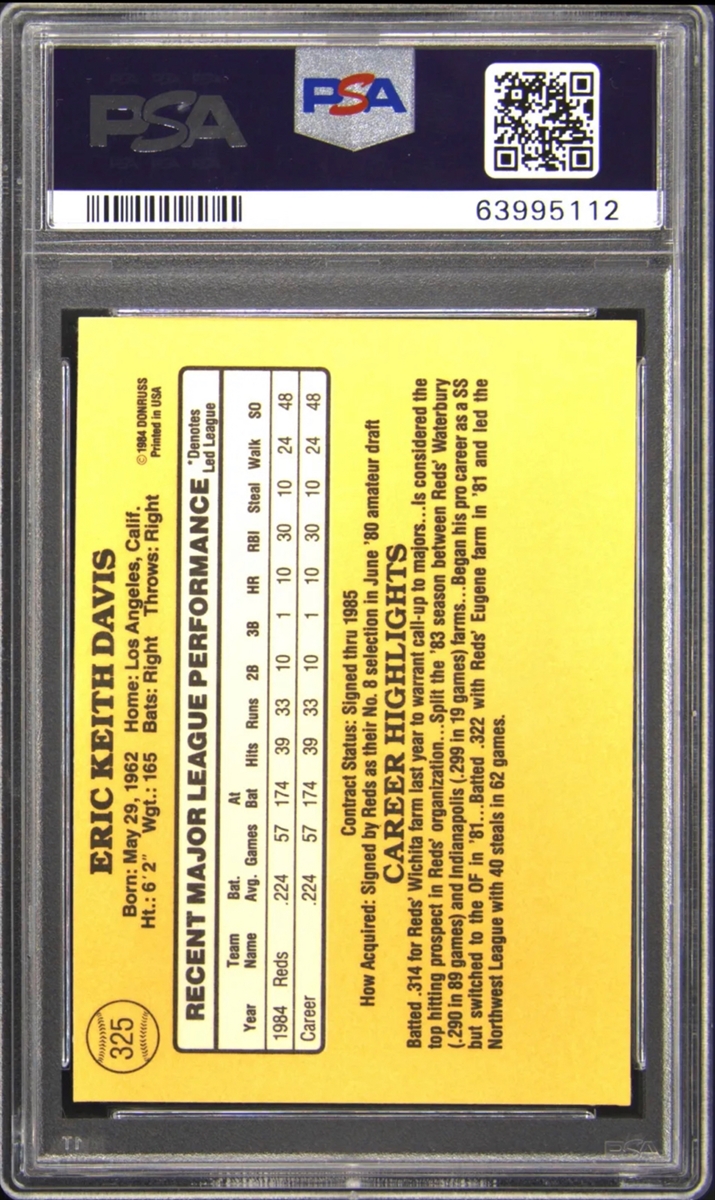 PSA
PSA
63995112
325
ERIC KEITH DAVIS
Born: May 29, 1962 Home: Los Angeles, Calif.
Ht.: 6'2" Wgt.: 165 Bats: Right Throws: Right
©1984 DONRUSS
Printed in USA
RECENT MAJOR LEAGUE PERFORMANCE
*Denotes
Led League
Year Team Name Bat. Avg. Games At Bat Hits Runs 2B 3B HR RBI Steal Walk SO
1984 Reds .224 57 174 39 33 10 1 10 30 10 24 48
Career .224 57 174 39 33 10 1 10 30 10 24 48
Contract Status: Signed thru 1985
How Acquired: Signed by Reds as their No. 8 selection in June '80 amateur draft
CAREER HIGHLIGHTS
Batted .314 for Reds' Wichita farm last year to warrant call-up to majors...Is considered the
top hitting prospect in Reds' organization...Split the '83 season between Reds' Waterbury
(.290 in 89 games) and Indianapolis (.299 in 19 games) farms...Began his pro career as a SS
but switched to the OF in '81...Batted .322 with Reds' Eugene farm in '81 and led the
Northwest League with 40 steals in 62 games.
PSA